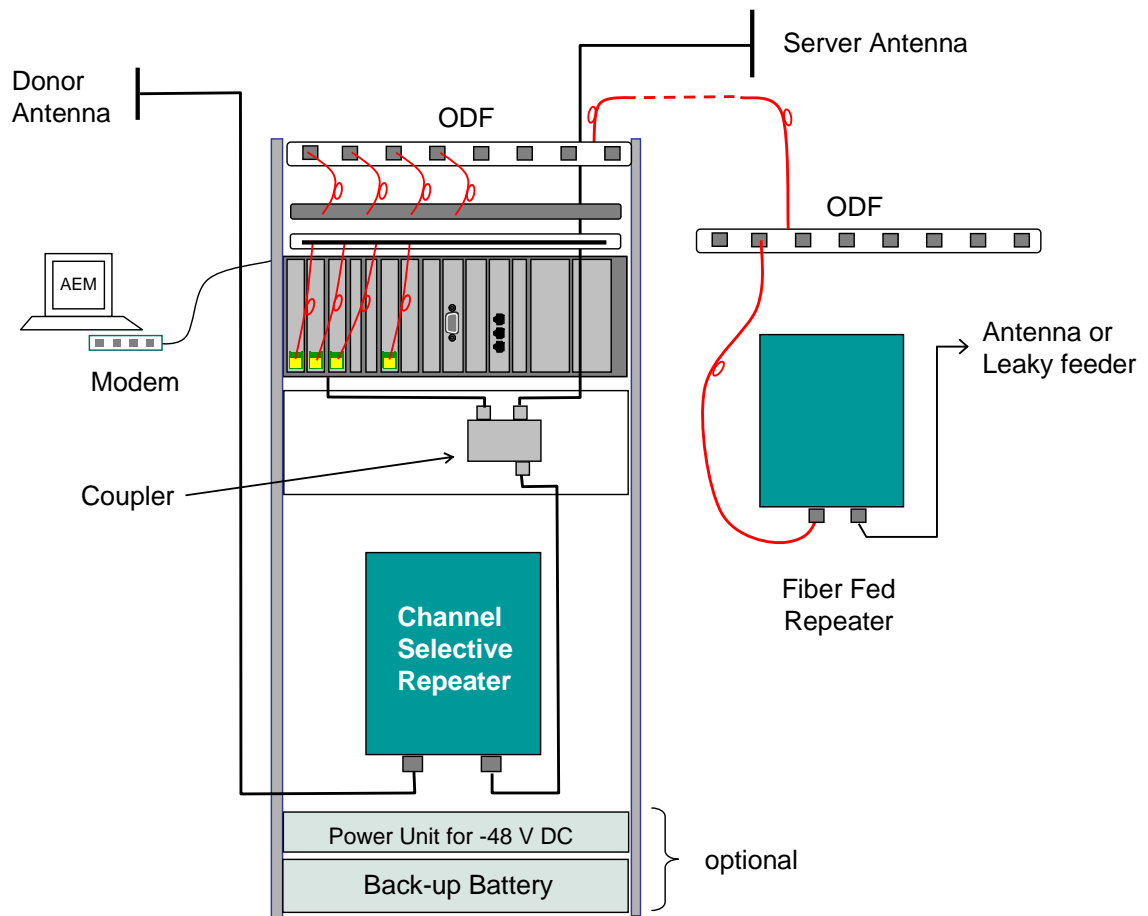 Server Antenna
Donor
Antenna
ODF
ODF
AEM
Modem
Antenna or
Leaky feeder
Coupler
Fiber Fed
Repeater
Channel
Selective
Repeater
Power Unit for -48 V DC
optional
Back-up Battery